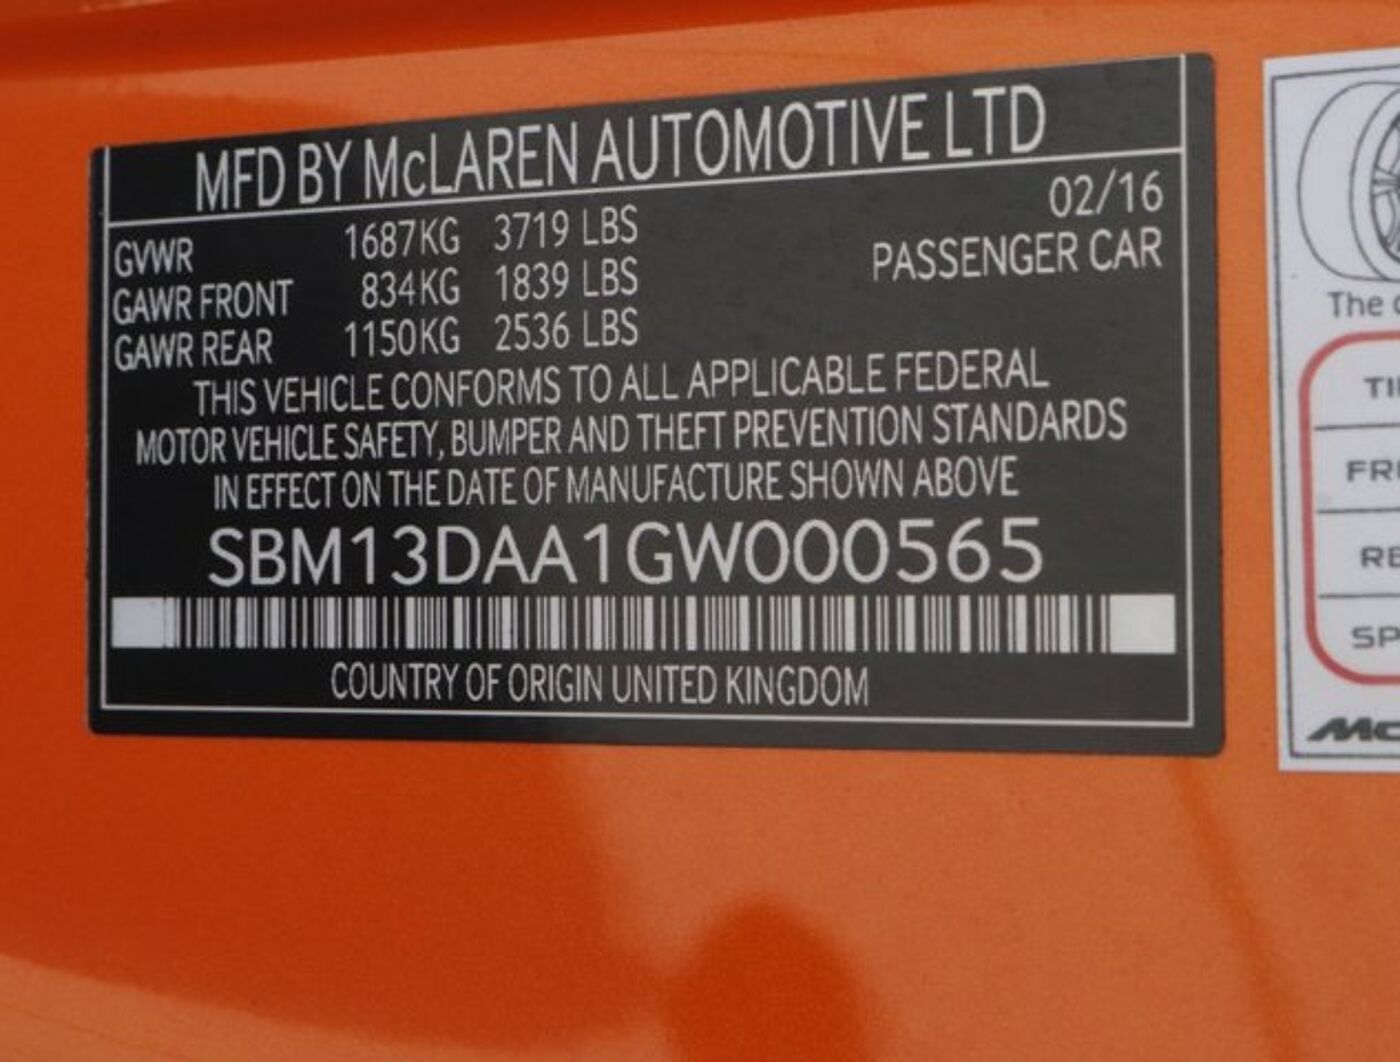 MFD BY McLAREN AUTOMOTIVE LTD
02/16
GVWR 1687KG 3719 LBS
PASSENGER CAR
GAWR FRONT 834KG 1839 LBS
GAWR REAR 1150KG 2536 LBS
THIS VEHICLE CONFORMS TO ALL APPLICABLE FEDERAL
MOTOR VEHICLE SAFETY, BUMPER AND THEFT PREVENTION STANDARDS
IN EFFECT ON THE DATE OF MANUFACTURE SHOWN ABOVE
SBM13DAA1GW000565
COUNTRY OF ORIGIN UNITED KINGDOM
The